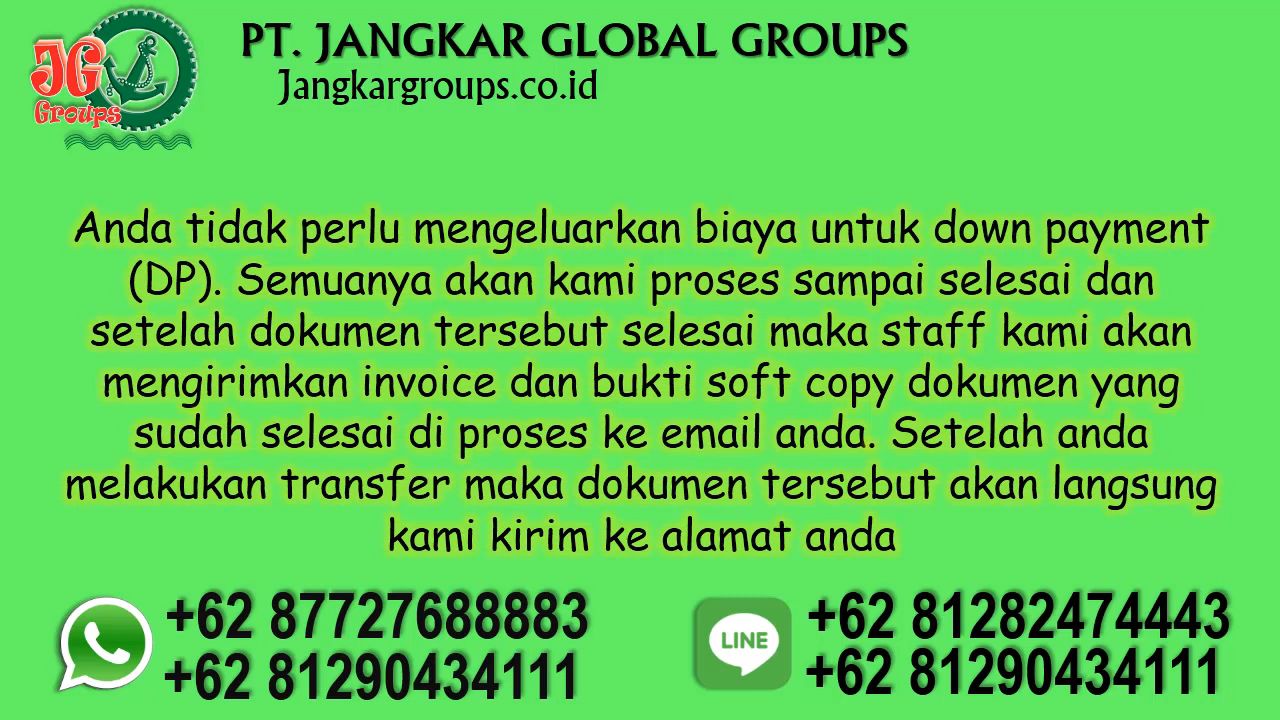 JG
Groups
PT. JANGKAR GLOBAL GROUPS
Jangkargroups.co.id
Anda tidak perlu mengeluarkan biaya untuk down payment
(DP). Semuanya akan kami proses sampai selesai dan
setelah dokumen tersebut selesai maka staff kami akan
mengirimkan invoice dan bukti soft copy dokumen yang
sudah selesai di proses ke email anda. Setelah anda
melakukan transfer maka dokumen tersebut akan langsung
kami kirim ke alamat anda
+62 87727688883
+62 81290434111
LINE
+62 81282474443
+62 81290434111